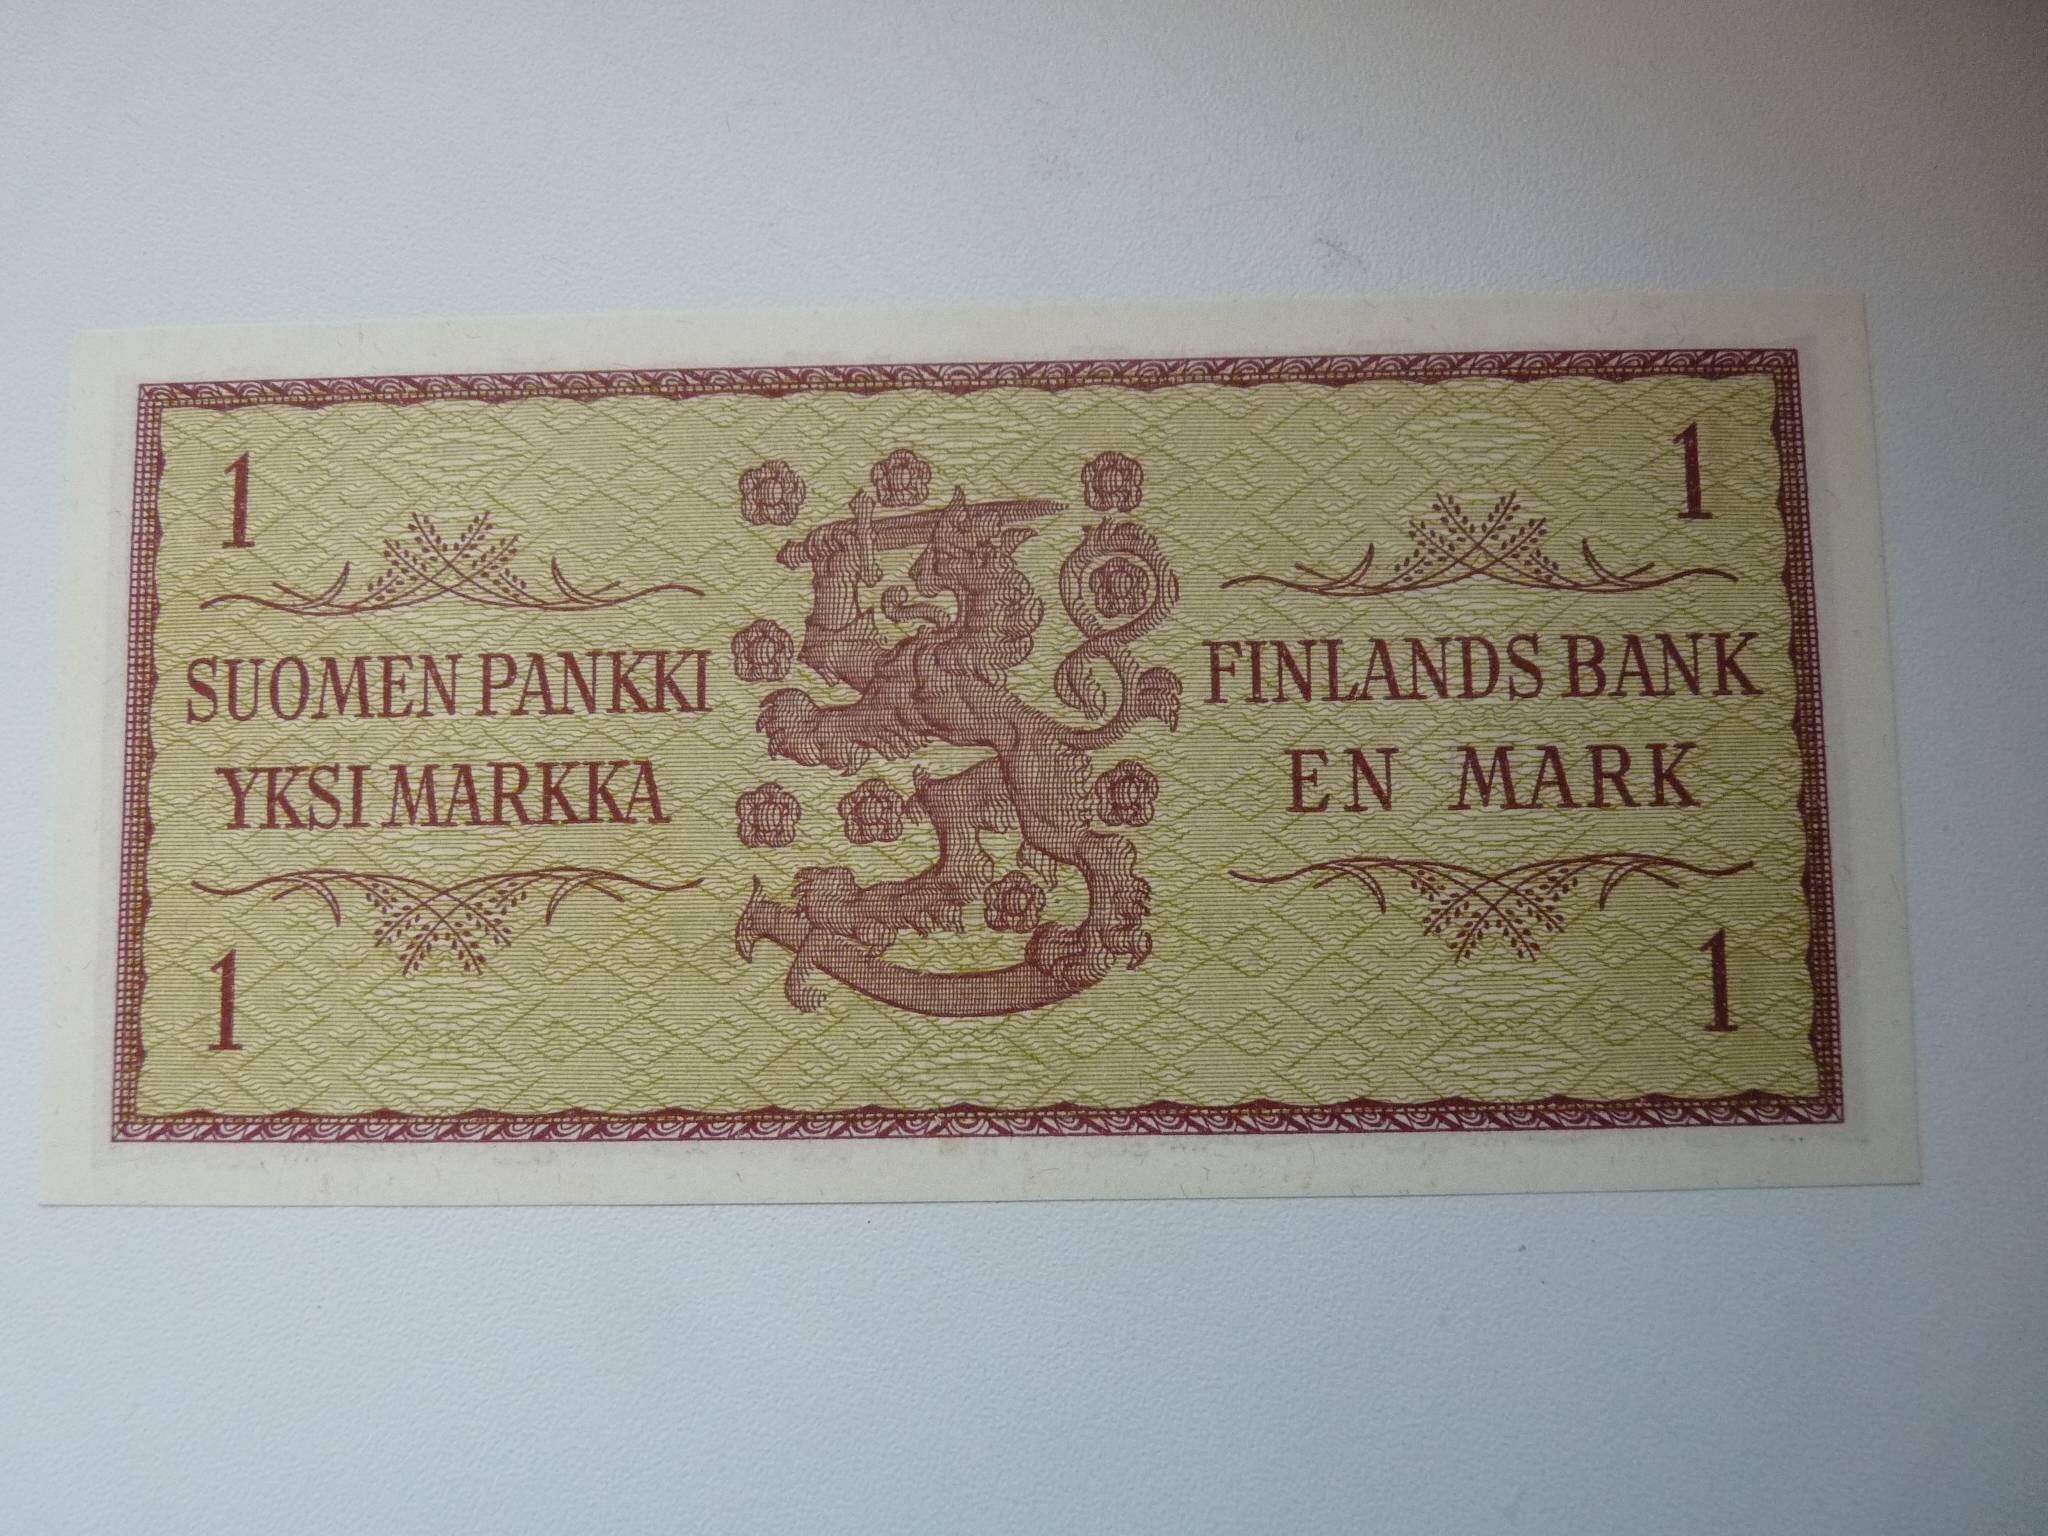 1 1
SUOMEN PANKKI FINLANDS BANK
YKSI MARKKA EN MARK
1 1